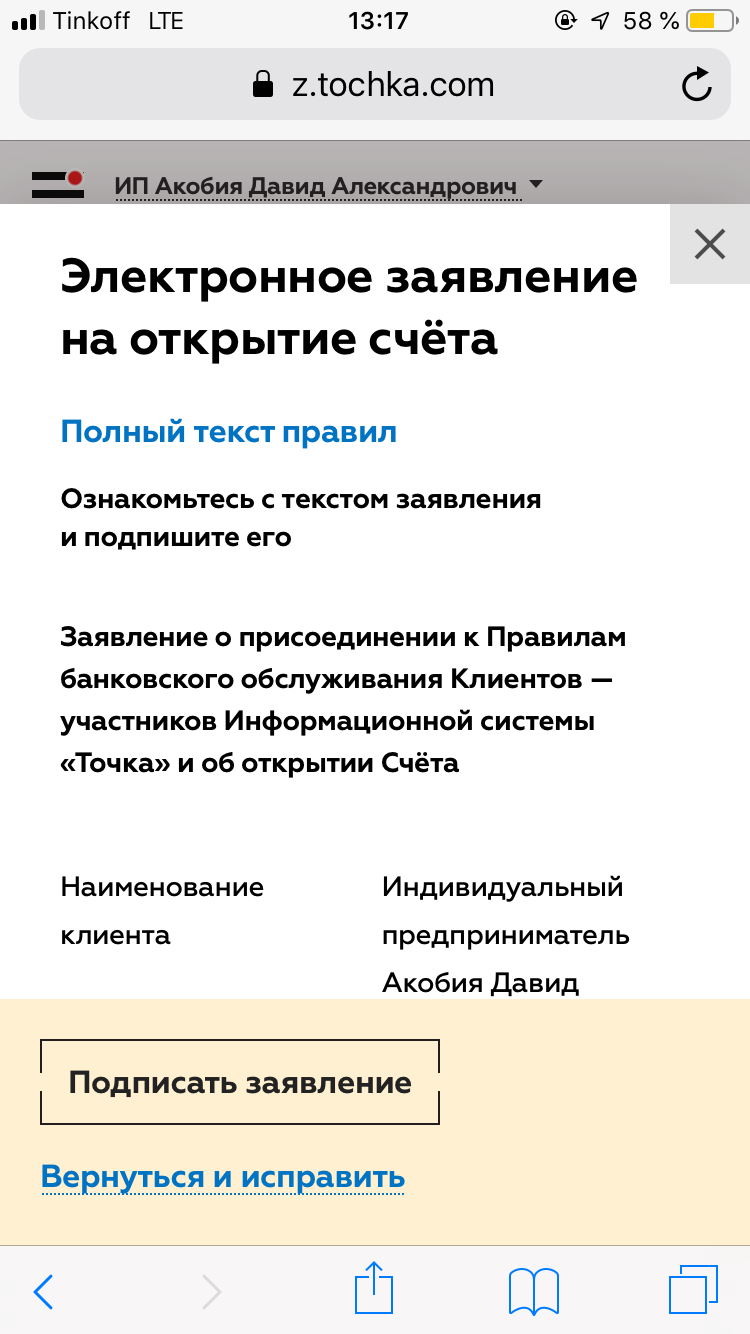 Tinkoff LTE 13:17 58 %
z.tochka.com
ИП Акобия Давид Александрович
Электронное заявление
на открытие счёта
Полный текст правил
Ознакомьтесь с текстом заявления
и подпишите его
Заявление о присоединении к Правилам
банковского обслуживания Клиентов —
участников Информационной системы
«Точка» и об открытии Счёта
Наименование
клиента
Индивидуальный
предприниматель
Акобия Давид
Подписать заявление
Вернуться и исправить